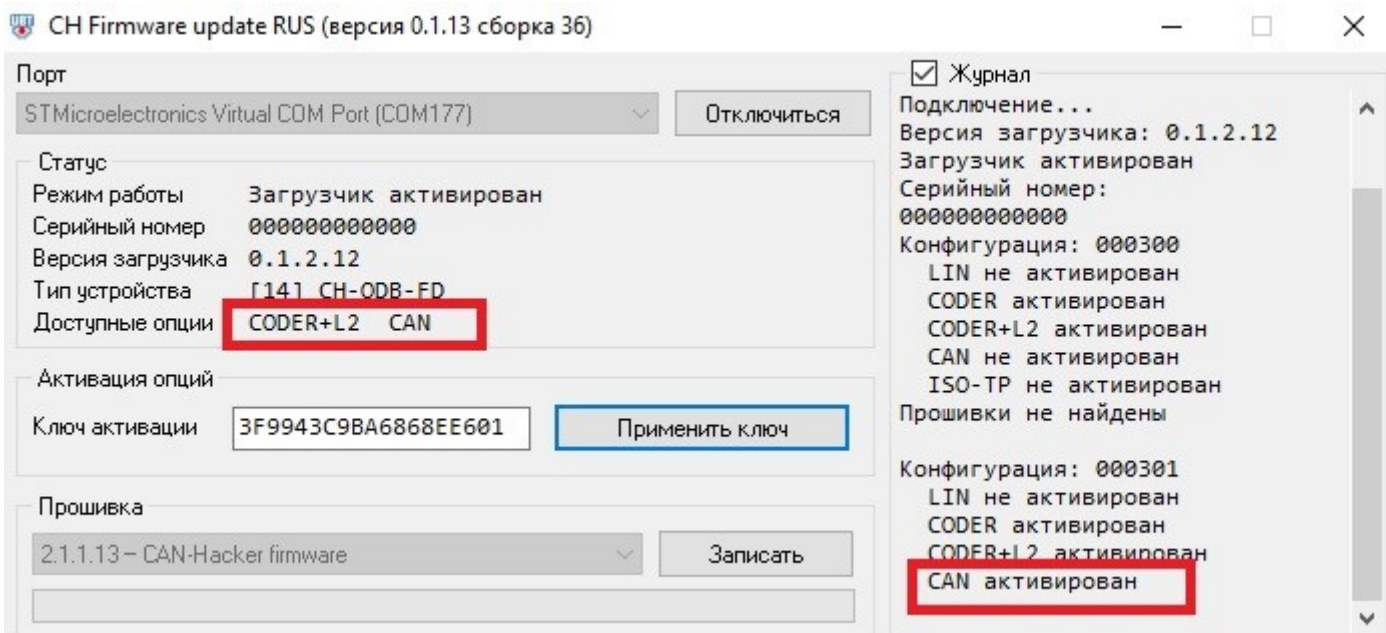 CH Firmware update RUS (версия 0.1.13 сборка 36)
Порт
STMicroelectronics Virtual COM Port (COM177)
Отключиться
Статус
Режим работы Загрузчик активирован
Серийный номер 000000000000
Версия загрузчика 0.1.2.12
Тип устройства [14] CH-ODB-FD
Доступные опции CODER+L2 CAN
Активация опций
Ключ активации 3F9943C9BA6868EE601 Применить ключ
Прошивка
2.1.1.13 – CAN-Hacker firmware Записать
Журнал
Подключение...
Версия загрузчика: 0.1.2.12
Загрузчик активирован
Серийный номер:
000000000000
Конфигурация: 000300
LIN не активирован
CODER активирован
CODER+L2 активирован
CAN не активирован
ISO-TP не активирован
Прошивки не найдены
Конфигурация: 000301
LIN не активирован
CODER активирован
CODER+L2 активирован
CAN активирован